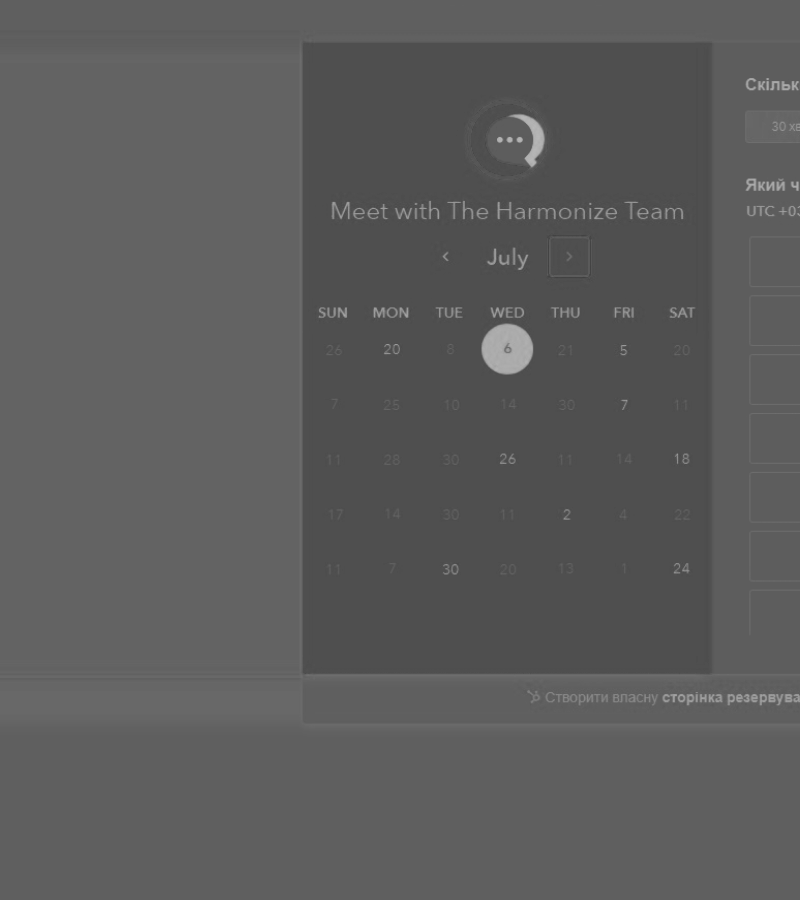 Meet with The Harmonize Team
‹ July ›
SUN MON TUE WED THU FRI SAT
26 20 8 6 21 5 20
7 25 10 14 30 7 11
11 28 30 26 11 14 18
17 14 30 11 2 4 22
11 7 30 20 13 1 24
Скільк
30 хв
Який ч
UTC +03
Створити власну сторінка резервува